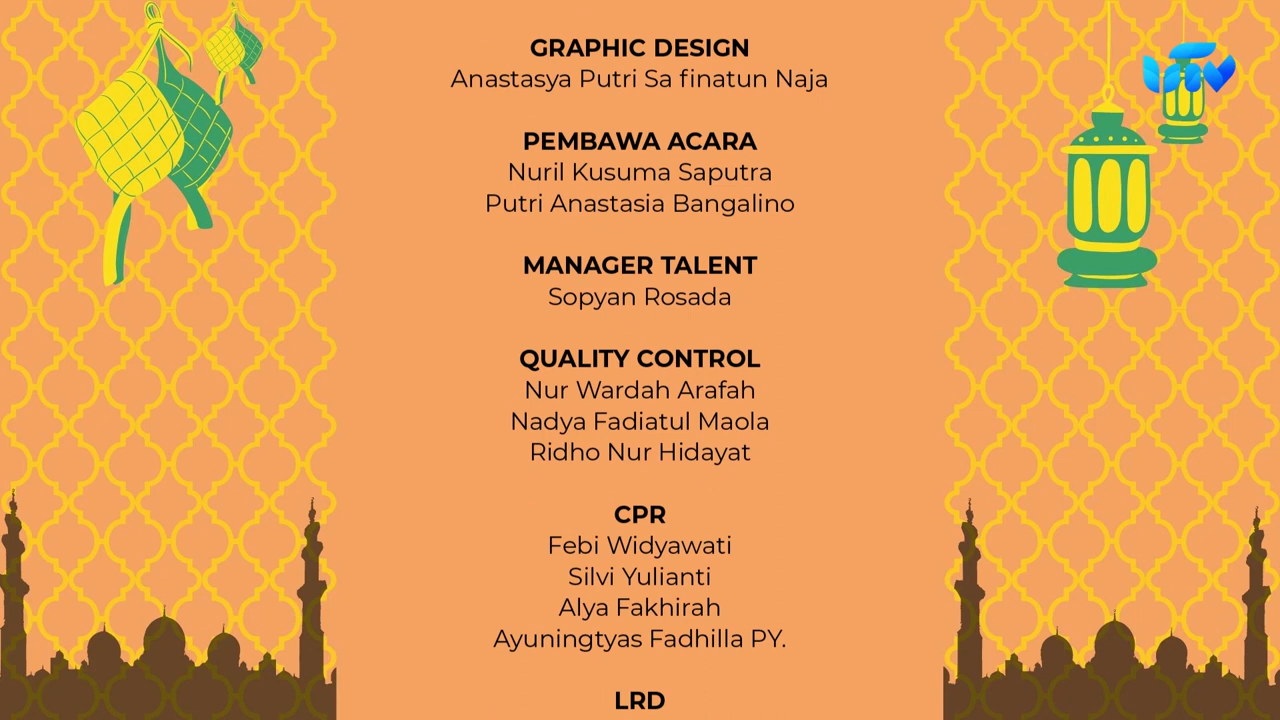 GRAPHIC DESIGN
Anastasya Putri Sa finatun Naja
PEMBAWA ACARA
Nuril Kusuma Saputra
Putri Anastasia Bangalino
MANAGER TALENT
Sopyan Rosada
QUALITY CONTROL
Nur Wardah Arafah
Nadya Fadiatul Maola
Ridho Nur Hidayat
CPR
Febi Widyawati
Silvi Yulianti
Alya Fakhirah
Ayuningtyas Fadhilla PY.
LRD